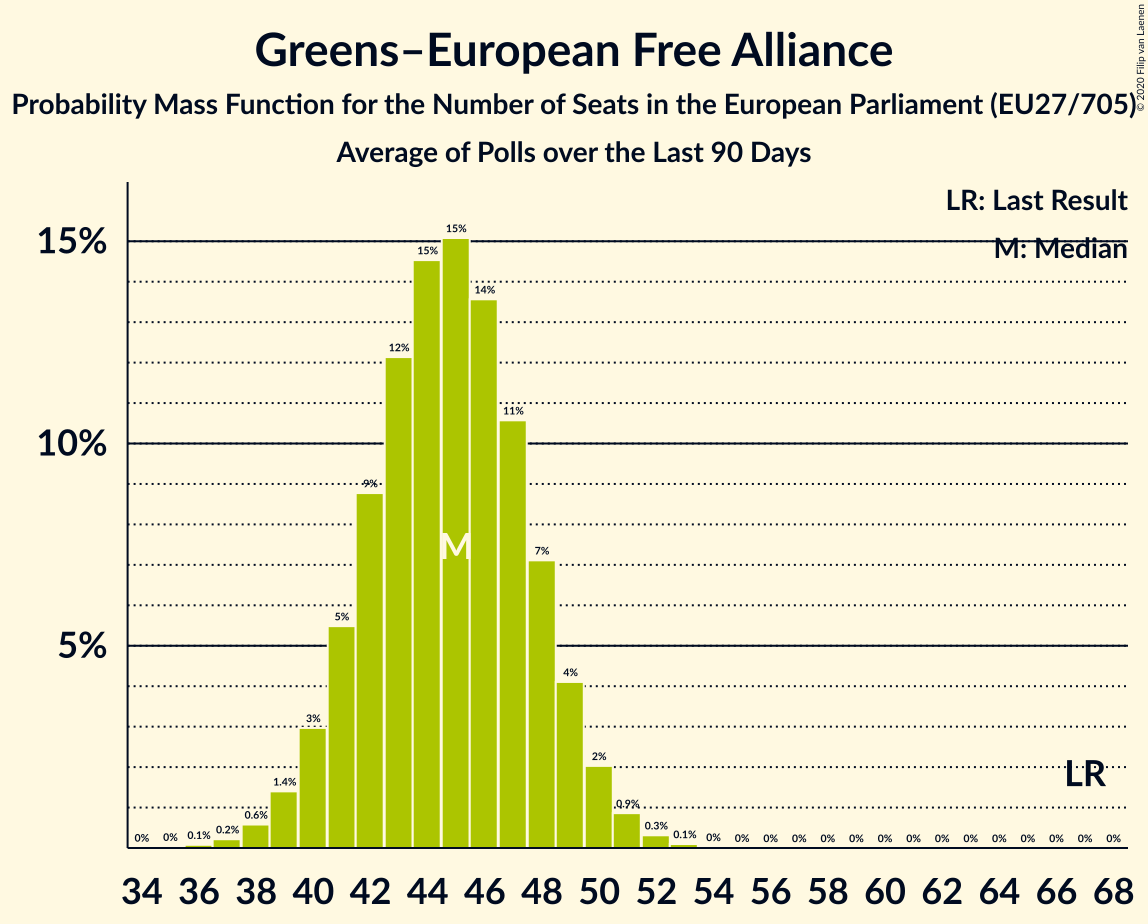 Greens–European Free Alliance
Probability Mass Function for the Number of Seats in the European Parliament (EU27/705)
Average of Polls over the Last 90 Days
© 2020 Filip van Laenen
LR: Last Result
M: Median
15%
10%
5%
0% 0% 0.1% 0.2% 0.6% 1.4% 3% 5% 9% 12% 15% 15% 14% 11% 7% 4% 2% 0.9% 0.3% 0.1% 0% 0% 0% 0% 0% 0% 0% 0% 0% 0% 0% 0% 0% 0% 0%
M
LR
34 36 38 40 42 44 46 48 50 52 54 56 58 60 62 64 66 68